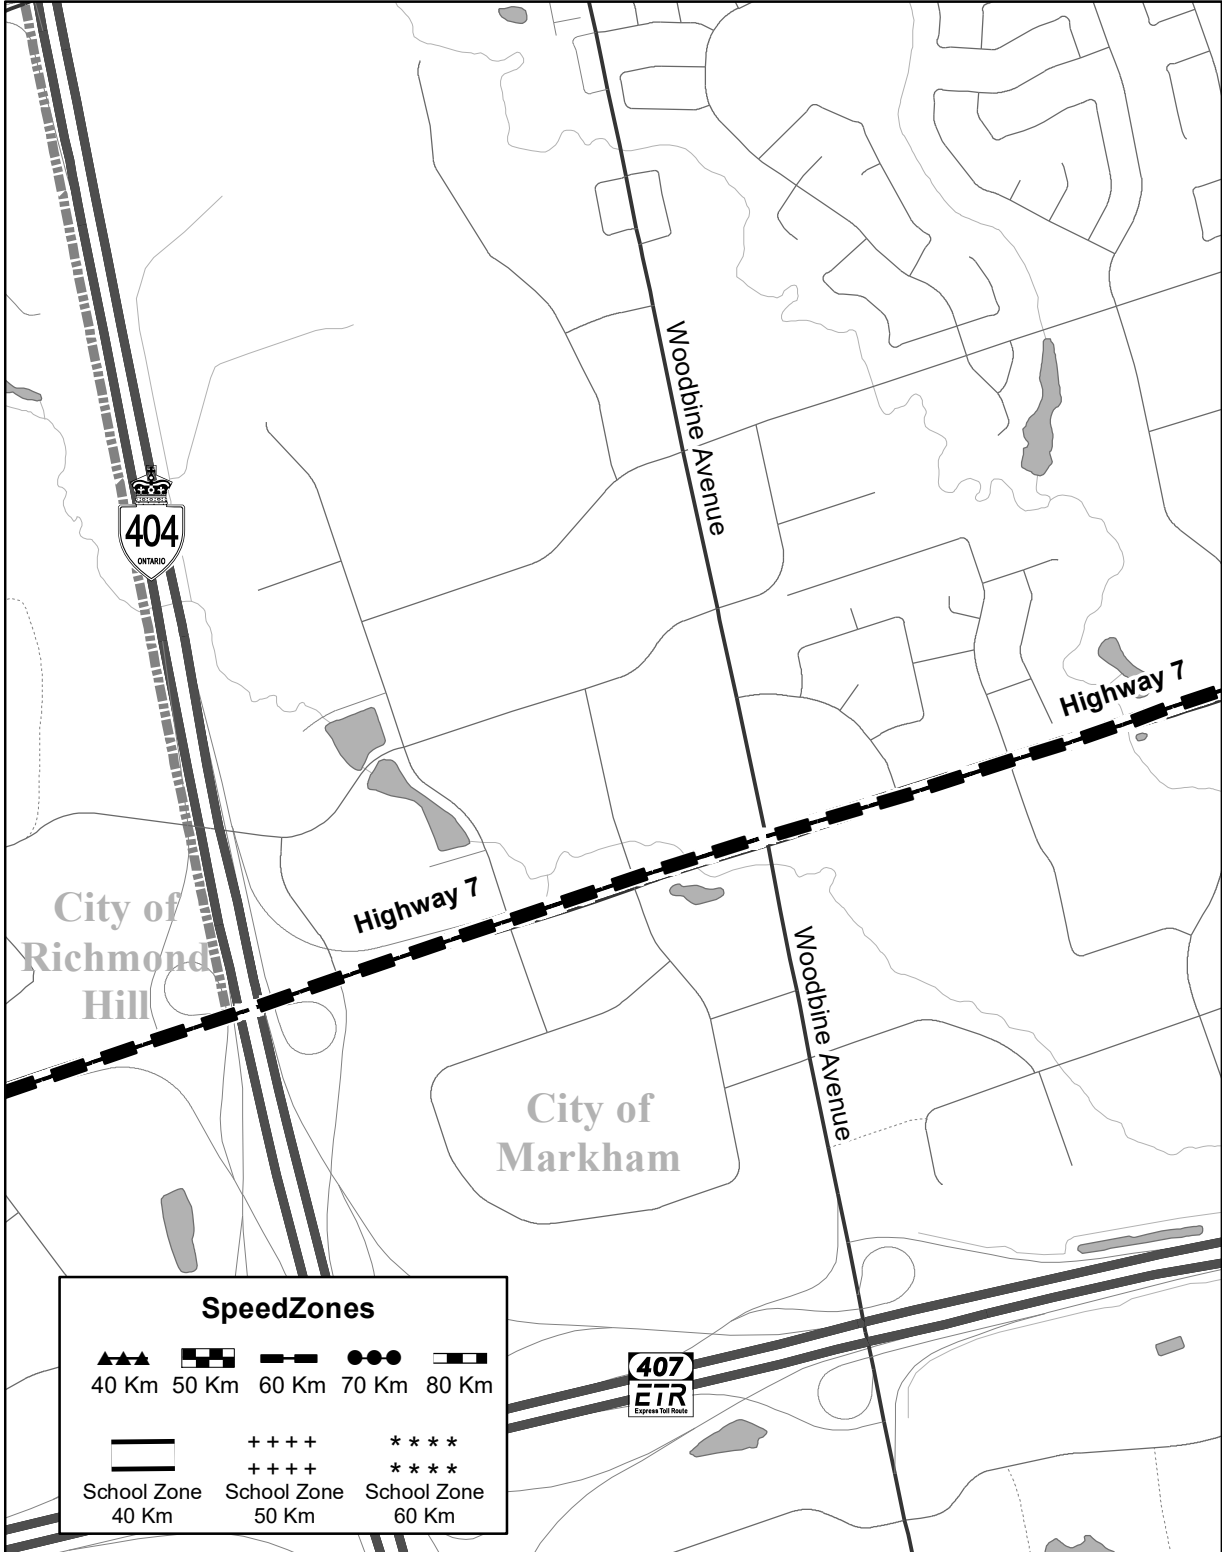 Woodbine Avenue
404
ONTARIO
Highway 7
Highway 7
City of
Richmond
Hill
Woodbine Avenue
City of
Markham
SpeedZones
40 Km 50 Km 60 Km 70 Km 80 Km
School Zone School Zone School Zone
40 Km 50 Km 60 Km
407
ETR
Express Toll Route